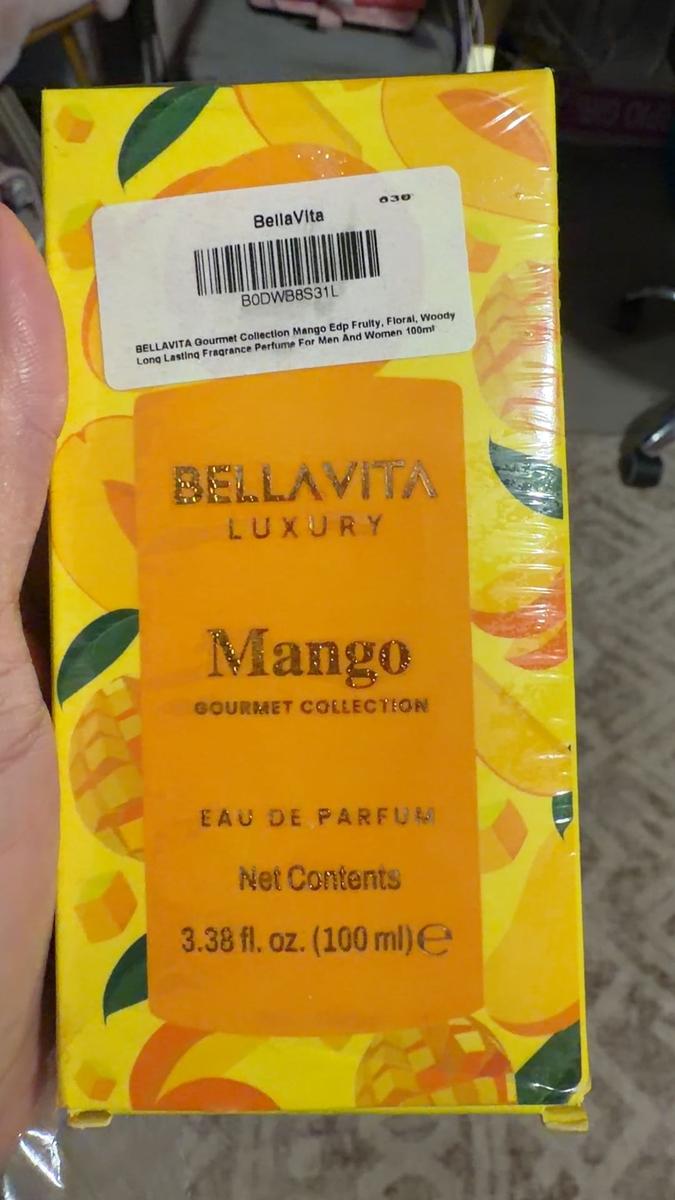 BellaVita
B0DWB8S31L
BELLAVITA Gourmet Collection Mango Edp Fruity, Floral, Woody
Long Lasting Fragrance Perfume For Men And Women 100ml
BELLAVITA
LUXURY
Mango
GOURMET COLLECTION
EAU DE PARFUM
Net Contents
3.38 fl. oz. (100 ml) ℮